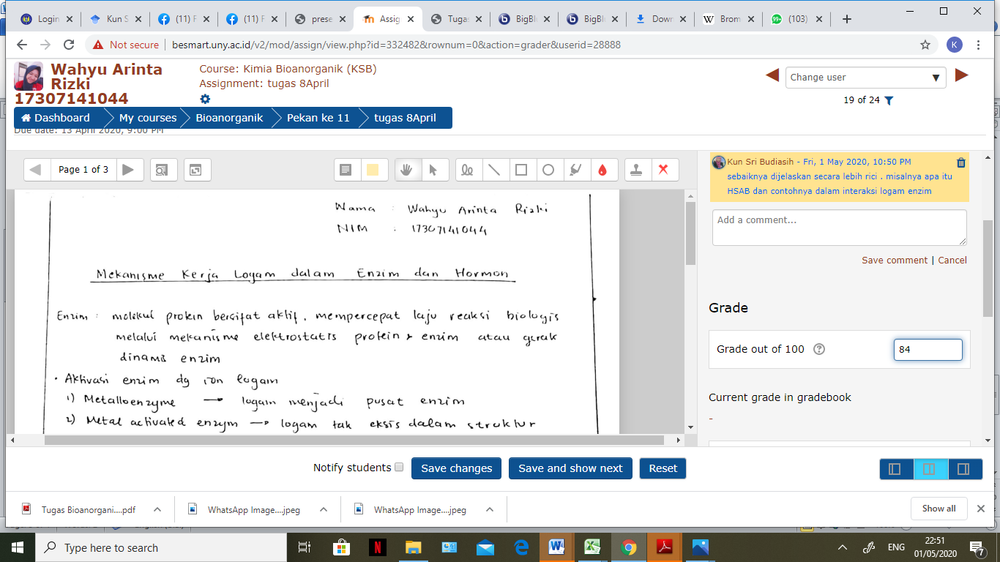 Login
Kun S
(11) F
(11) F
prese
Assig
Tugas
BigBl
BigBl
Down
Brom
99+
(103)
Not secure | besmart.uny.ac.id/v2/mod/assign/view.php?id=332482&rownum=0&action=grader&userid=28888
K
Wahyu Arinta
Rizki
17307141044
Course: Kimia Bioanorganik (KSB)
Assignment: tugas 8April
Change user
19 of 24
Dashboard
My courses
Bioanorganik
Pekan ke 11
tugas 8April
Due date: 13 April 2020, 9:00 PM
Page 1 of 3
Nama : Wahyu Arinta Rizki
NIM : 17307141044
Mekanisme Kerja Logam dalam Enzim dan Hormon
Enzim : molekul protein bersifat aktif, mempercepat laju reaksi biologis
melalui mekanisme elektrostatis protein & enzim atau gerak
dinamis enzim
• Aktivasi enzim dg ion logam
1) Metalloenzyme → logam menjadi pusat enzim
2) Metal activated enzym → logam tak eksis dalam struktur
Kun Sri Budiasih - Fri, 1 May 2020, 10:50 PM
sebaiknya dijelaskan secara lebih rici . misalnya apa itu
HSAB dan contohnya dalam interaksi logam enzim
Add a comment...
Save comment | Cancel
Grade
Grade out of 100
84
Current grade in gradebook
-
Notify students
Save changes
Save and show next
Reset
Tugas Bioanorgani....pdf
WhatsApp Image....jpeg
WhatsApp Image....jpeg
Show all
Type here to search
ENG
22:51
01/05/2020
7